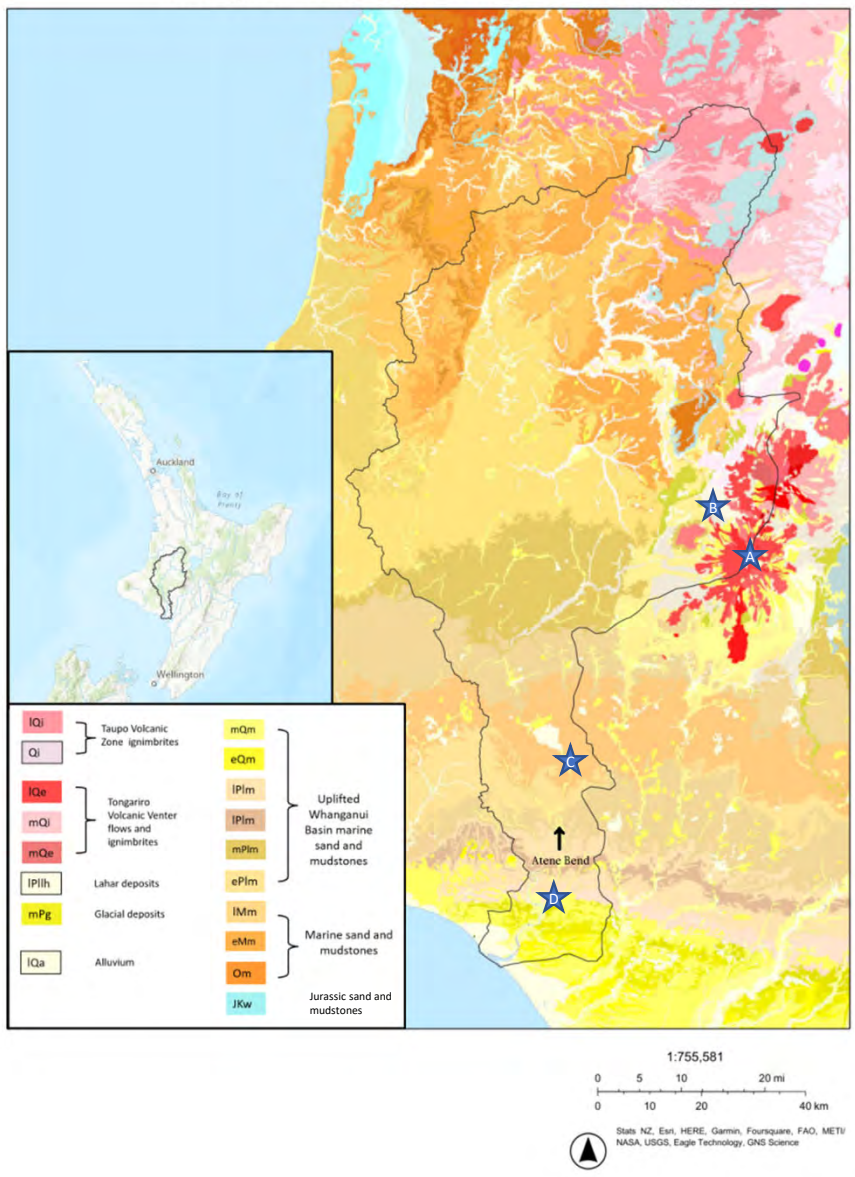 Auckland
Bay of
Plenty
Wellington
B
A
C
Atene Bend
D
lQi
Qi
Taupo Volcanic
Zone ignimbrites
lQe
mQi
mQe
Tongariro
Volcanic Venter
flows and
ignimbrites
lPllh
Lahar deposits
mPg
Glacial deposits
lQa
Alluvium
mQm
eQm
lPlm
lPlm
mPlm
ePlm
Uplifted
Whanganui
Basin marine
sand and
mudstones
lMm
eMm
Om
Marine sand and
mudstones
JKw
Jurassic sand and
mudstones
1:755,581
0 5 10 20 mi
0 10 20 40 km
Stats NZ, Esri, HERE, Garmin, Foursquare, FAO, METI/
NASA, USGS, Eagle Technology, GNS Science